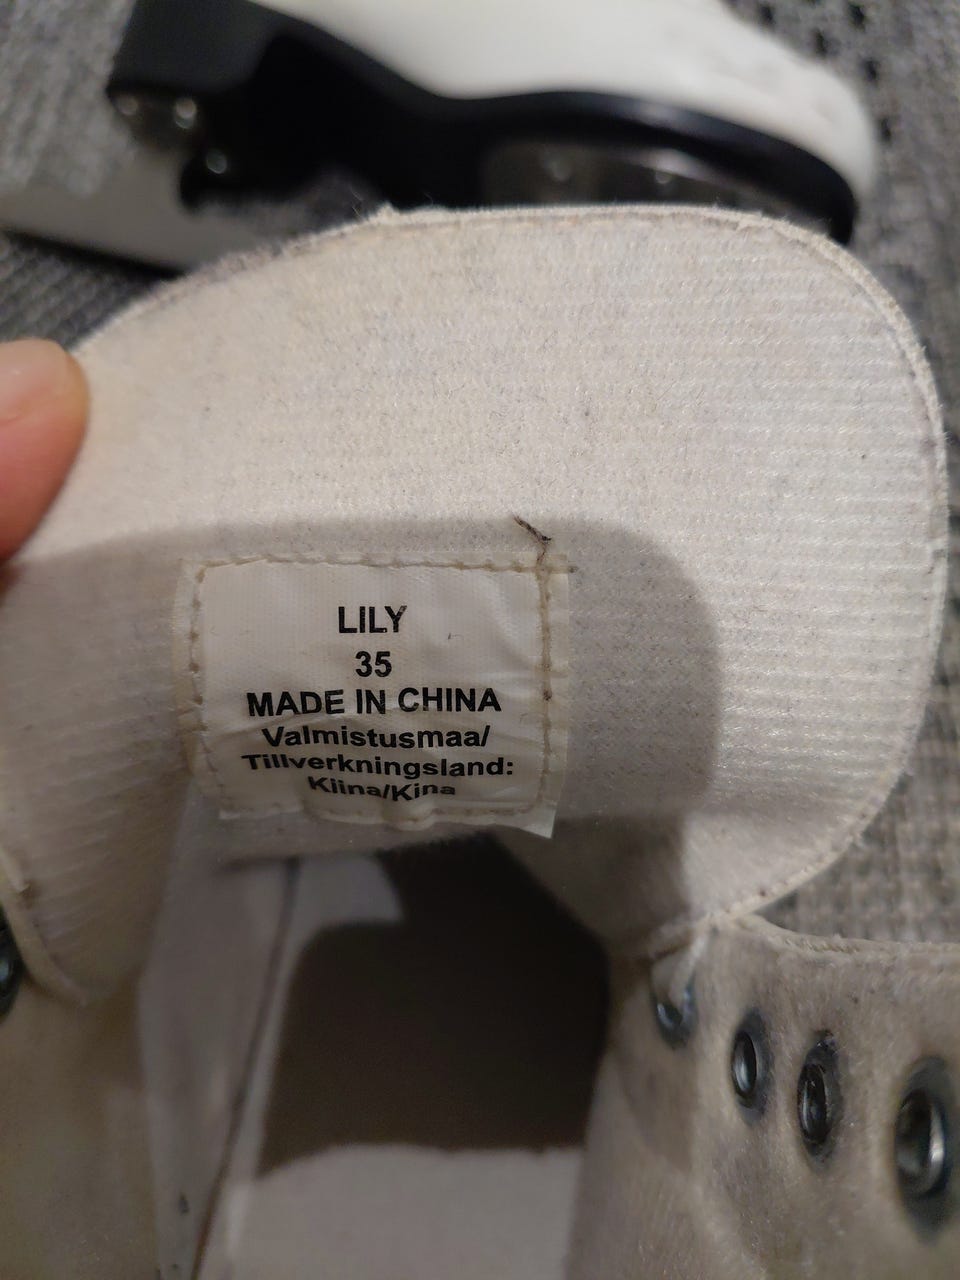 LILY
35
MADE IN CHINA
Valmistusmaa/
Tillverkningsland:
Kiina/Kina